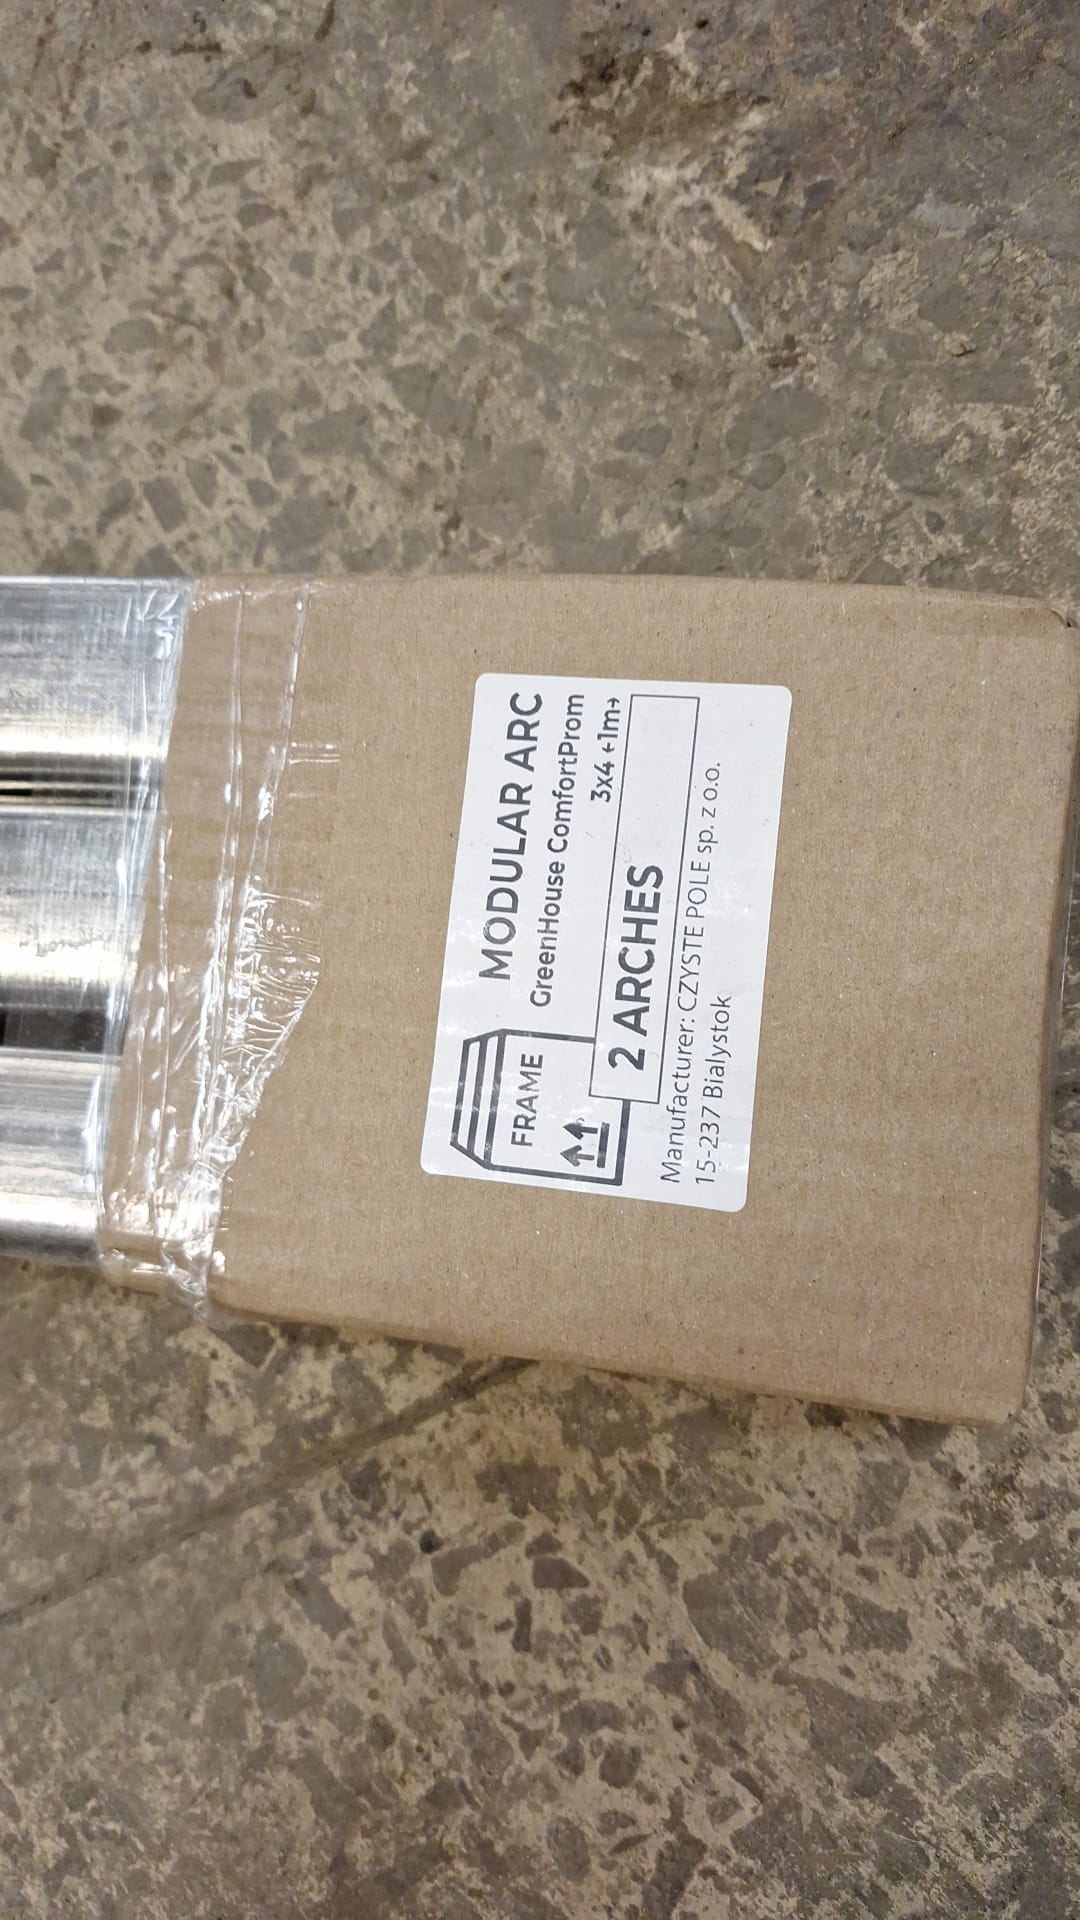 MODULAR ARC
GreenHouse ComfortProm
3x4 ←1m→
FRAME
2 ARCHES
Manufacturer: CZYSTE POLE sp. z o.o.
15-237 Bialystok